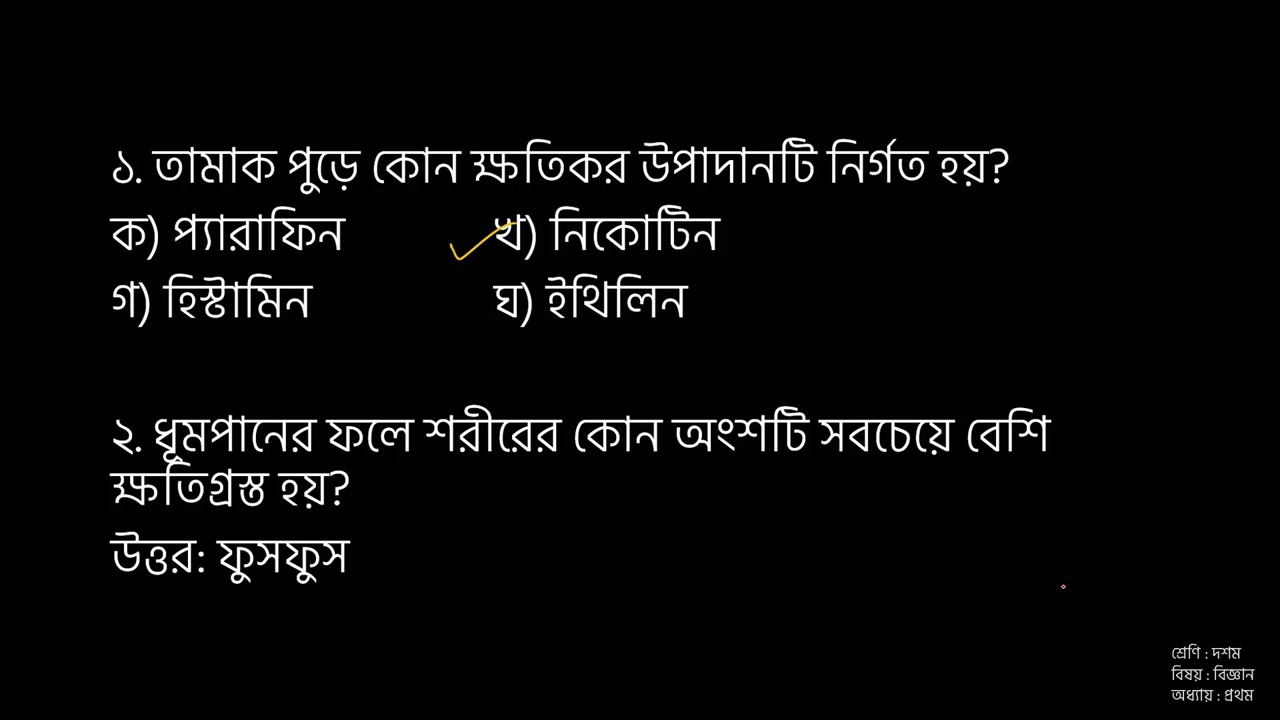 ১. তামাক পুড়ে কোন ক্ষতিকর উপাদানটি নির্গত হয়?
ক) প্যারাফিন খ) নিকোটিন
গ) হিস্টামিন ঘ) ইথিলিন
২. ধূমপানের ফলে শরীরের কোন অংশটি সবচেয়ে বেশি
ক্ষতিগ্রস্ত হয়?
উত্তর: ফুসফুস
শ্রেণি : দশম
বিষয় : বিজ্ঞান
অধ্যায় : প্রথম